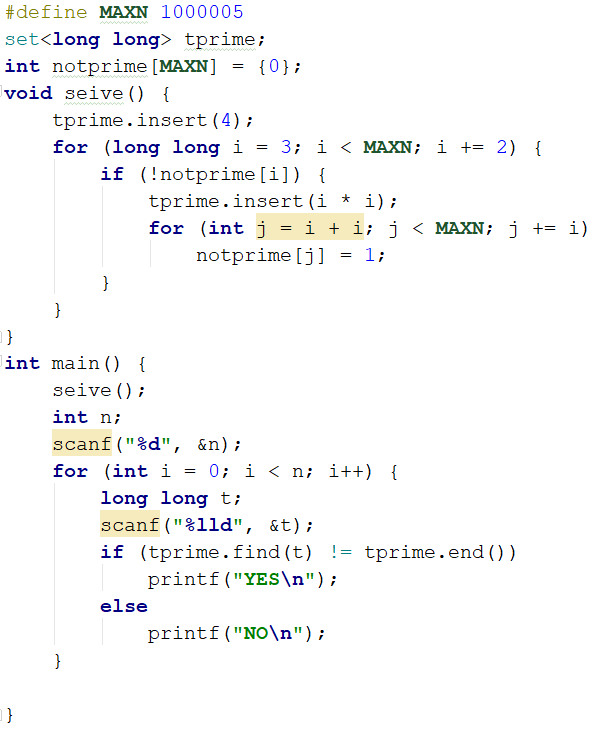 #define MAXN 1000005
set<long long> tprime;
int notprime[MAXN] = {0};
void seive() {
    tprime.insert(4);
    for (long long i = 3; i < MAXN; i += 2) {
        if (!notprime[i]) {
            tprime.insert(i * i);
            for (int j = i + i; j < MAXN; j += i)
                notprime[j] = 1;
        }
    }
}
int main() {
    seive();
    int n;
    scanf("%d", &n);
    for (int i = 0; i < n; i++) {
        long long t;
        scanf("%lld", &t);
        if (tprime.find(t) != tprime.end())
            printf("YES\n");
        else
            printf("NO\n");
    }

}